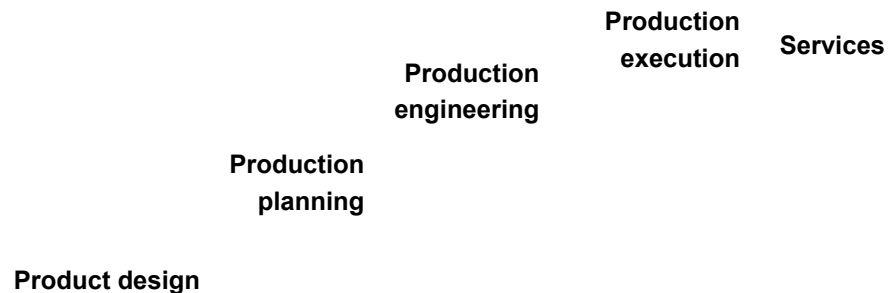 Production
execution
Services
Production
engineering
Production
planning
Product design